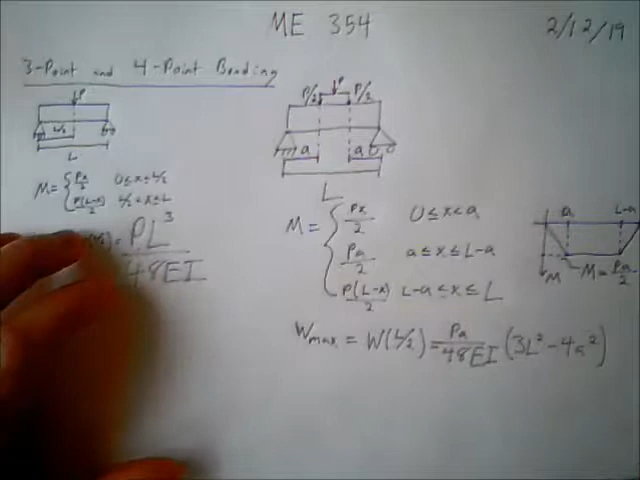 ME 354
2/12/19
3-Point and 4-Point Bending
P
L/2
L
M = { Px/2 0 ≤ x ≤ L/2
P(L-x)/2 L/2 < x ≤ L
= PL³/48EI
P/2 P P/2
a a
L
M = { Px/2 0 ≤ x < a
Pa/2 a ≤ x ≤ L-a
P(L-x)/2 L-a ≤ x ≤ L
a L-a
M M = Pa/2
Wmax = W(L/2) = Pa/48EI (3L² - 4a²)